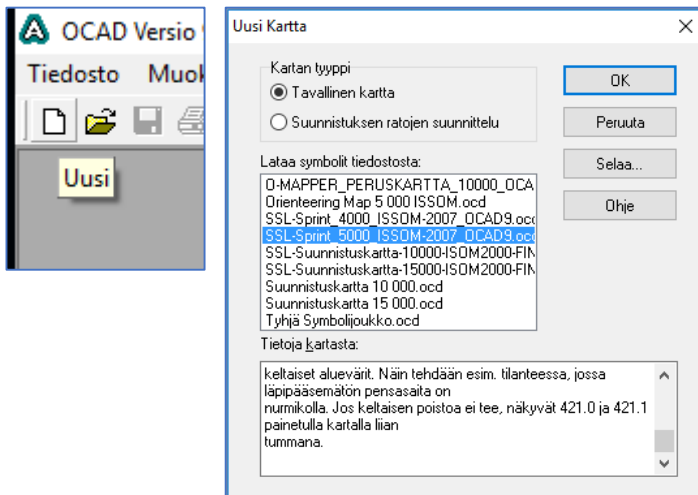 OCAD Versio
Tiedosto Muok
Uusi
Uusi Kartta
Kartan tyyppi
Tavallinen kartta
Suunnistuksen ratojen suunnittelu
OK
Peruuta
Selaa...
Ohje
Lataa symbolit tiedostosta:
O-MAPPER_PERUSKARTTA_10000_OCA
Orienteering Map 5 000 ISSOM.ocd
SSL-Sprint_4000_ISSOM-2007_OCAD9.oc
SSL-Sprint_5000_ISSOM-2007_OCAD9.oc
SSL-Suunnistuskartta-10000-ISOM2000-FIN
SSL-Suunnistuskartta-15000-ISOM2000-FIN
Suunnistuskartta 10 000.ocd
Suunnistuskartta 15 000.ocd
Tyhjä Symbolijoukko.ocd
Tietoja kartasta:
keltaiset aluevärit. Näin tehdään esim. tilanteessa, jossa
läpipääsemätön pensasaita on
nurmikolla. Jos keltaisen poistoa ei tee, näkyvät 421.0 ja 421.1
painetulla kartalla liian
tummana.